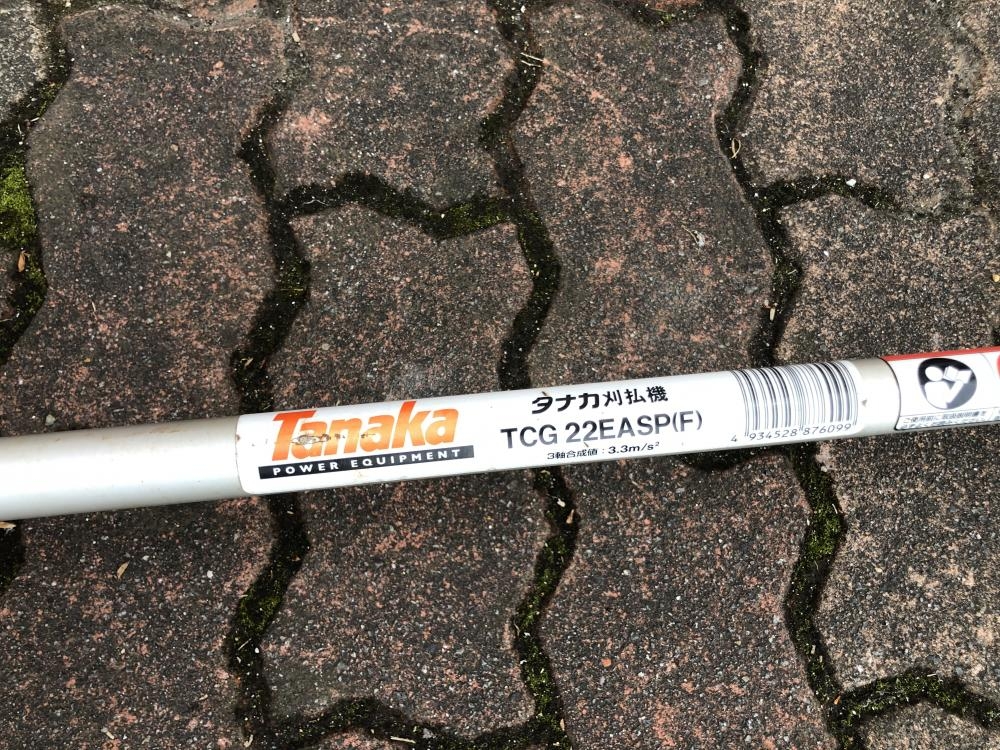 Tanaka
POWER EQUIPMENT
タナカ刈払機
TCG 22EASP(F)
3軸合成値：3.3m/s²
4 934528 876099